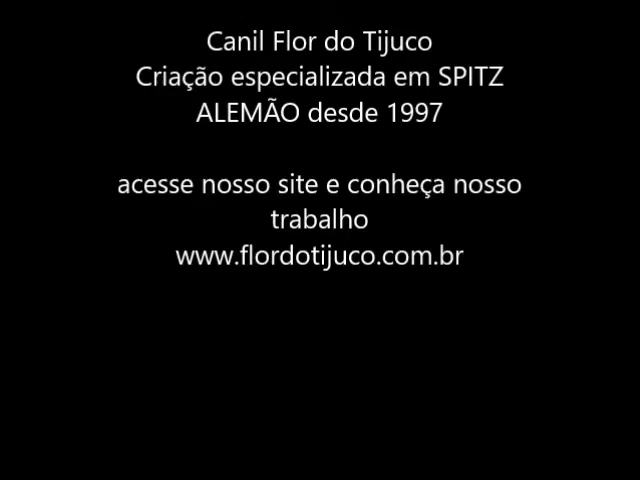 Canil Flor do Tijuco
Criação especializada em SPITZ
ALEMÃO desde 1997
acesse nosso site e conheça nosso
trabalho
www.flordotijuco.com.br